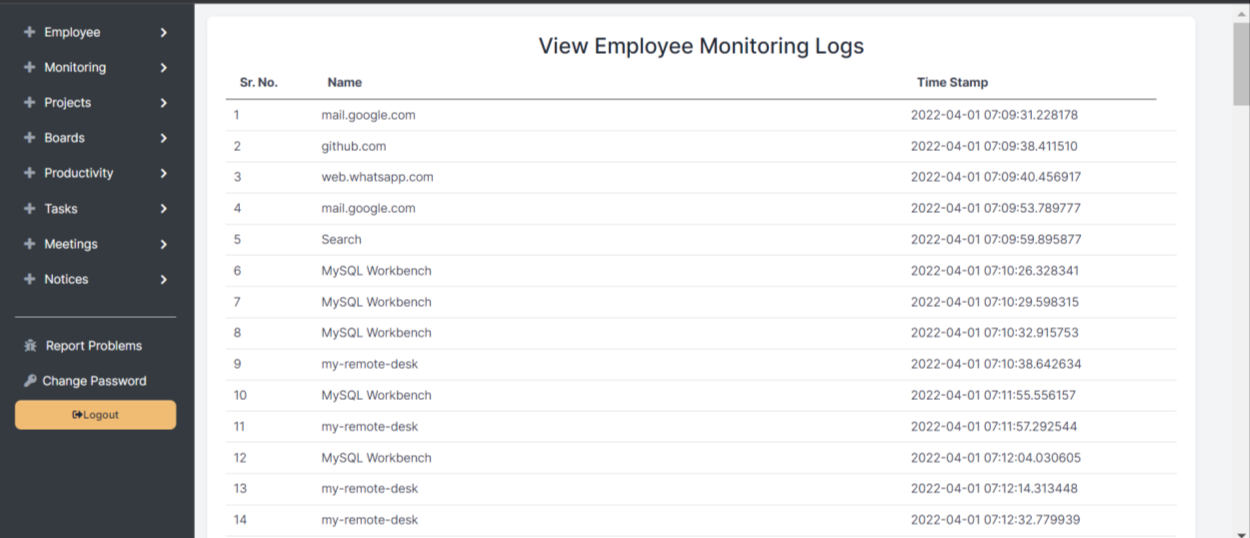 Employee
Monitoring
Projects
Boards
Productivity
Tasks
Meetings
Notices
Report Problems
Change Password
Logout
View Employee Monitoring Logs
Sr. No. Name Time Stamp
1 mail.google.com 2022-04-01 07:09:31.228178
2 github.com 2022-04-01 07:09:38.411510
3 web.whatsapp.com 2022-04-01 07:09:40.456917
4 mail.google.com 2022-04-01 07:09:53.789777
5 Search 2022-04-01 07:09:59.895877
6 MySQL Workbench 2022-04-01 07:10:26.328341
7 MySQL Workbench 2022-04-01 07:10:29.598315
8 MySQL Workbench 2022-04-01 07:10:32.915753
9 my-remote-desk 2022-04-01 07:10:38.642634
10 MySQL Workbench 2022-04-01 07:11:55.556157
11 my-remote-desk 2022-04-01 07:11:57.292544
12 MySQL Workbench 2022-04-01 07:12:04.030605
13 my-remote-desk 2022-04-01 07:12:14.313448
14 my-remote-desk 2022-04-01 07:12:32.779939